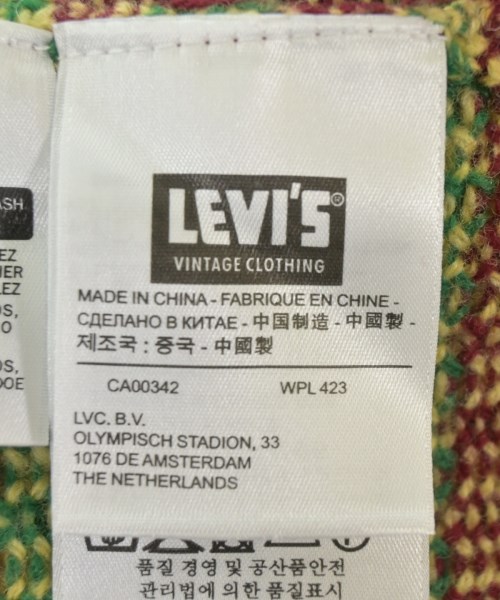 LEVI'S®
VINTAGE CLOTHING
MADE IN CHINA - FABRIQUE EN CHINE -
СДЕЛАНО В КИТАЕ - 中国制造 - 中國製 -
제조국 : 중국 - 中國製
CA00342 WPL 423
LVC. B.V.
OLYMPISCH STADION, 33
1076 DE AMSTERDAM
THE NETHERLANDS
품질 경영 및 공산품안전
관리법에 의한 품질표시